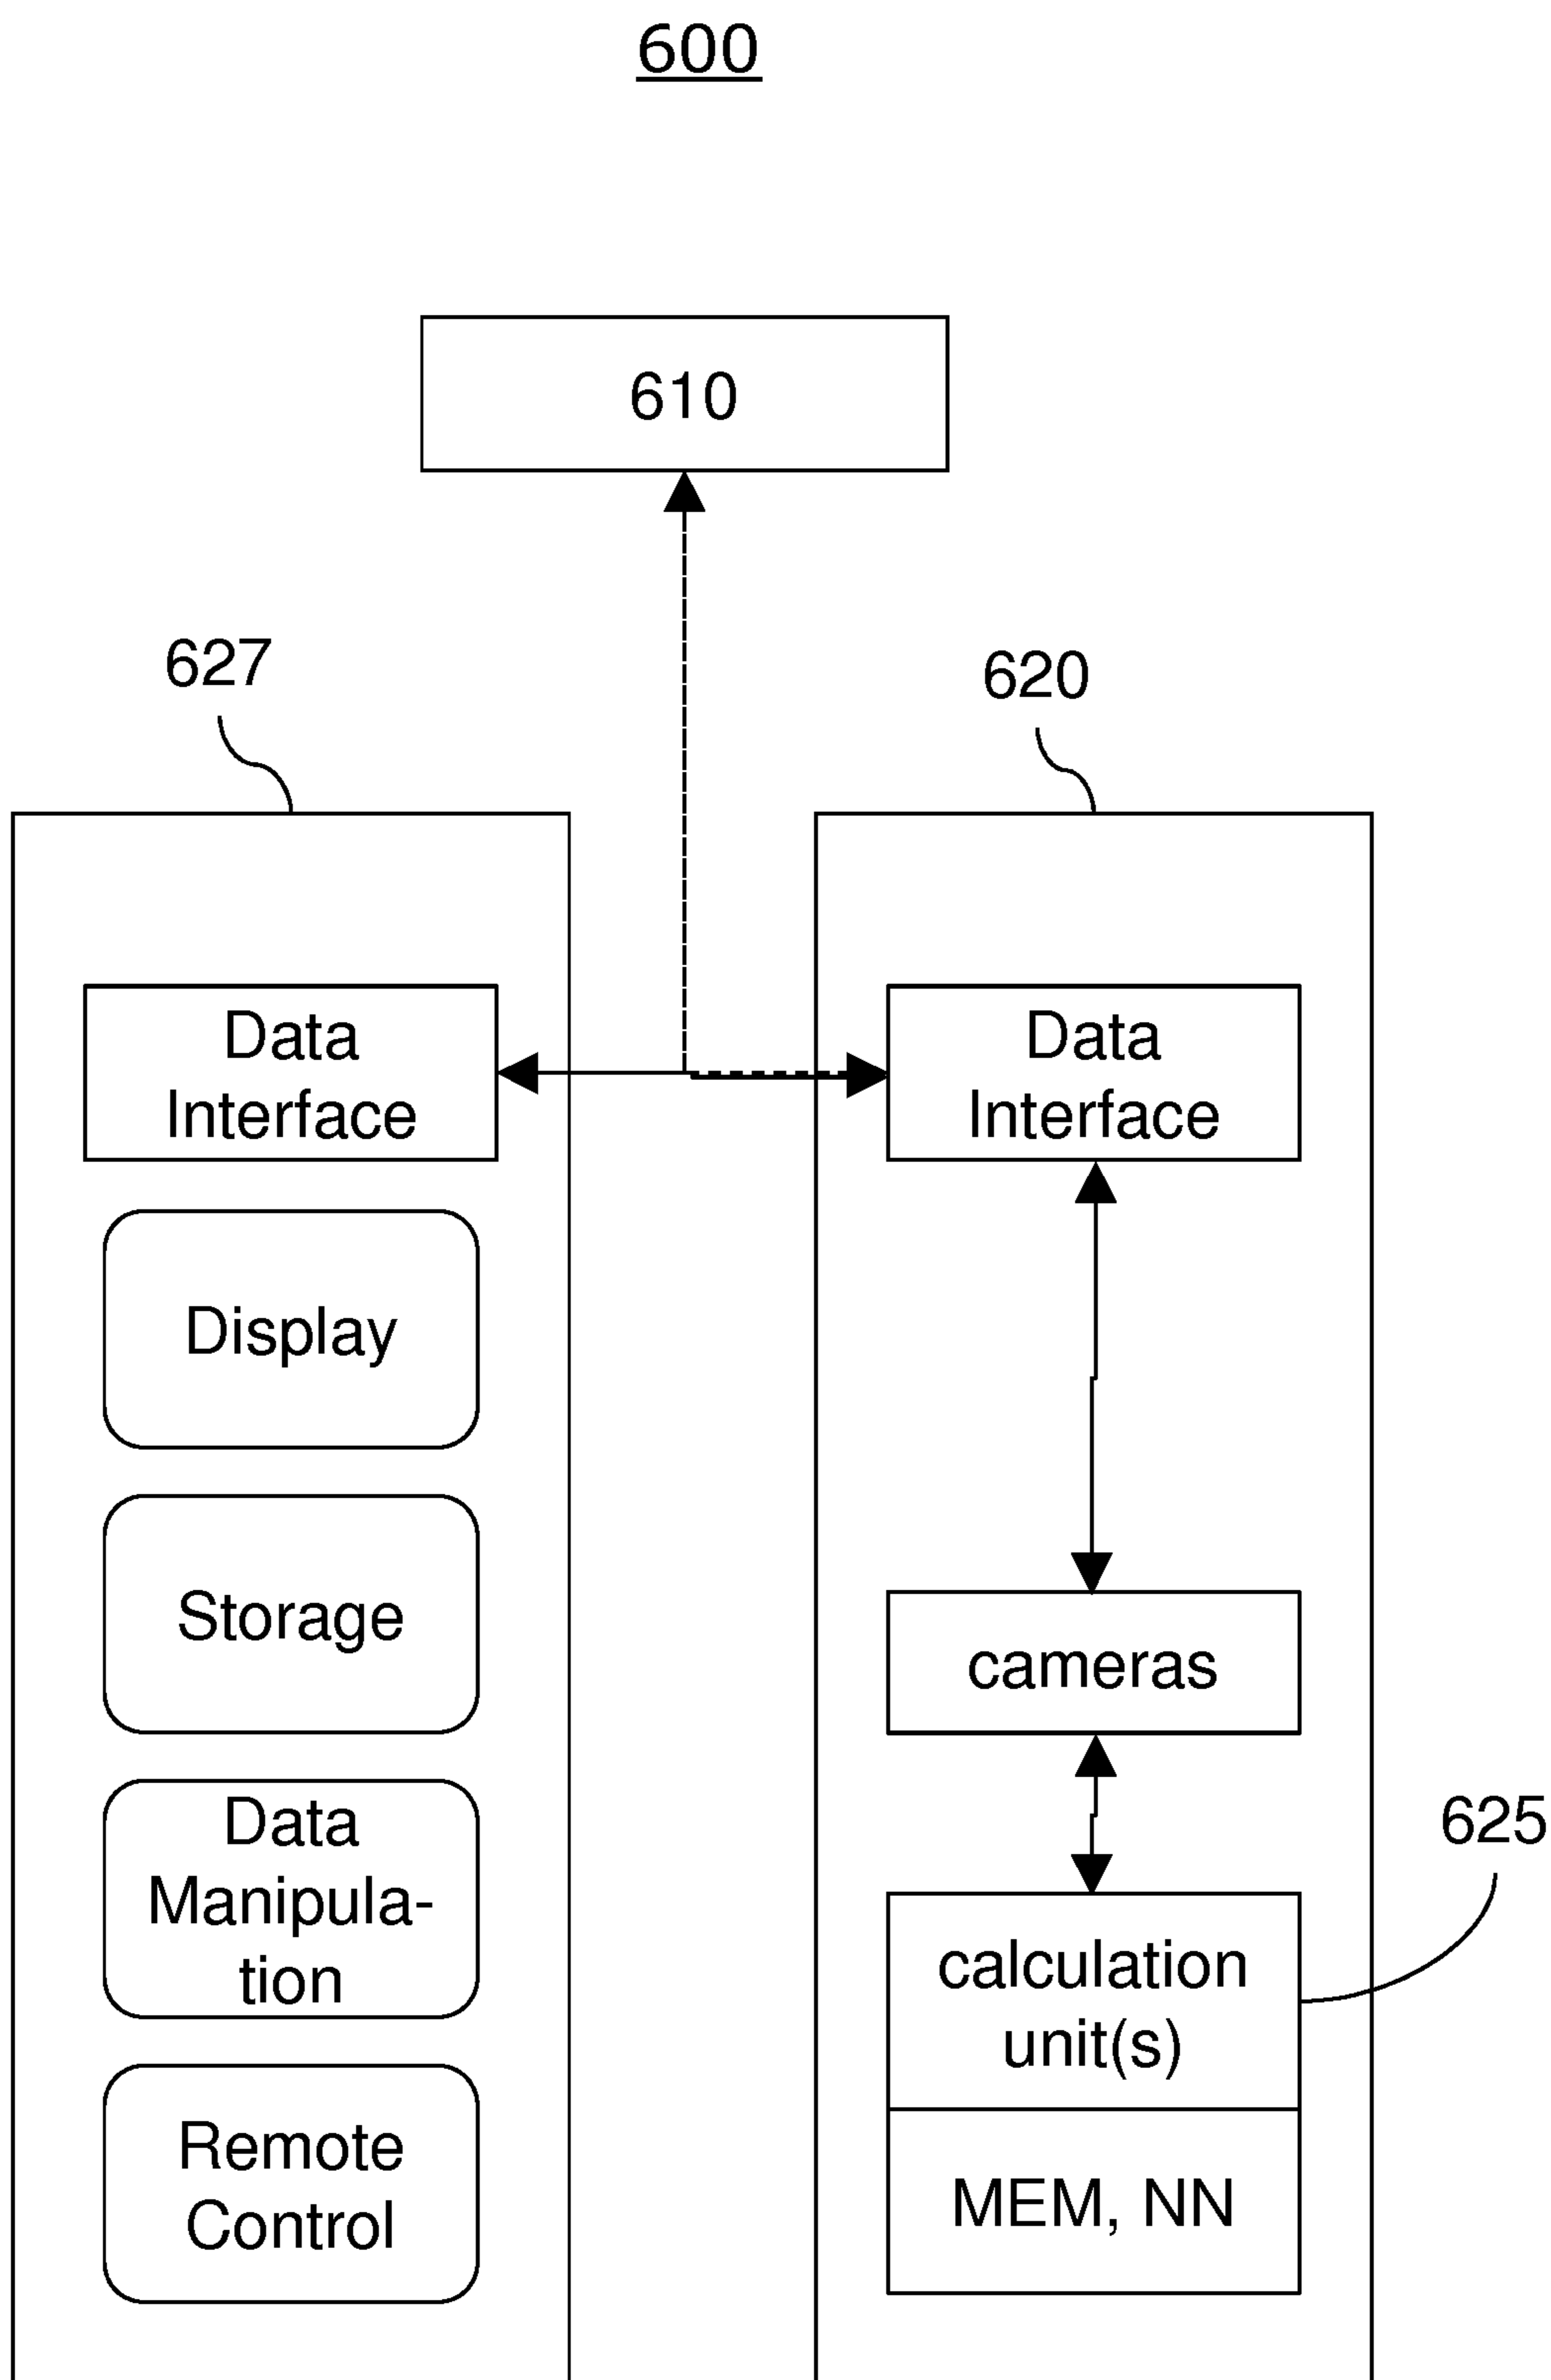 600
610
627
620
Data
Interface
Display
Storage
Data
Manipula-
tion
Remote
Control
Data
Interface
cameras
625
calculation
unit(s)
MEM, NN